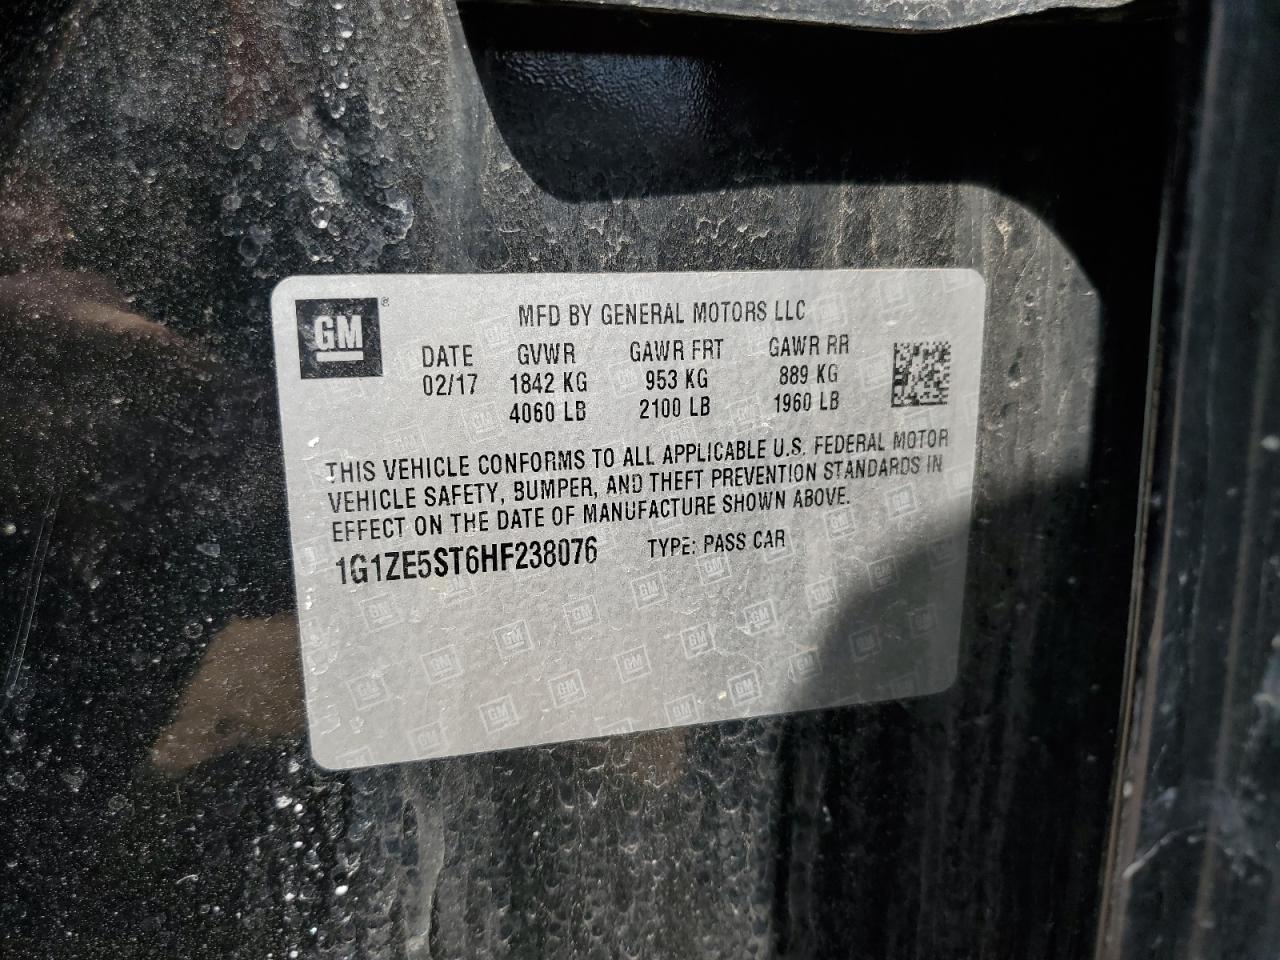 GM ®
MFD BY GENERAL MOTORS LLC
DATE GVWR GAWR FRT GAWR RR
02/17 1842 KG 953 KG 889 KG
4060 LB 2100 LB 1960 LB
THIS VEHICLE CONFORMS TO ALL APPLICABLE U.S. FEDERAL MOTOR
VEHICLE SAFETY, BUMPER, AND THEFT PREVENTION STANDARDS IN
EFFECT ON THE DATE OF MANUFACTURE SHOWN ABOVE.
1G1ZE5ST6HF238076 TYPE: PASS CAR